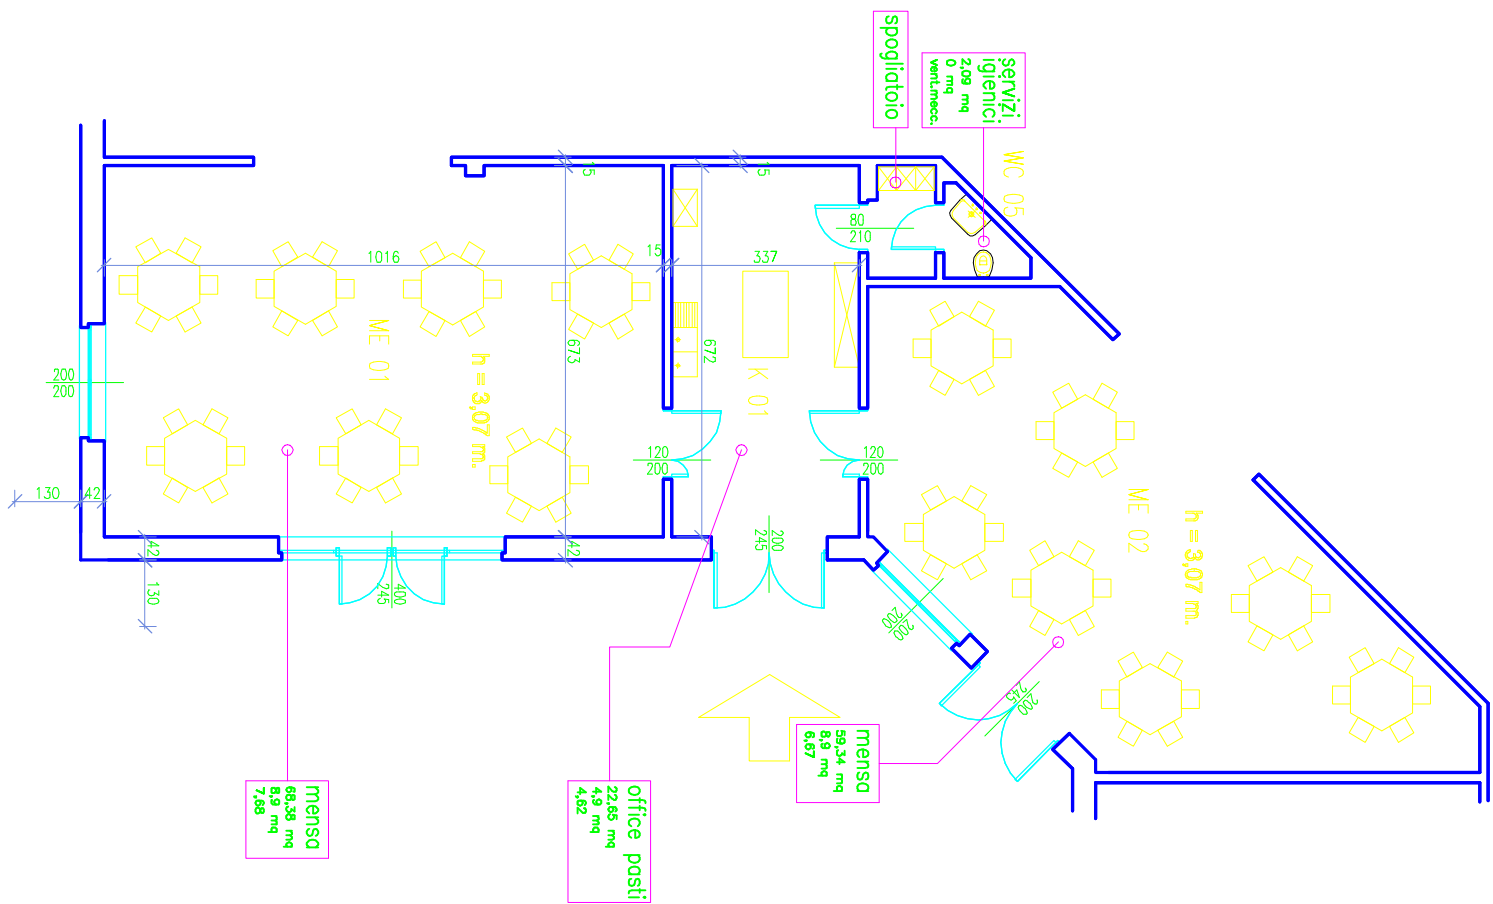 spogliatoio
servizi
igienici
2,09 mq
0 mq
vent.mecc.
WC 05
15
15
80
210
1016
15
337
ME 01
h = 3,07 m.
673
672
K 01
200
200
120
200
120
200
130
42
42
130
400
245
42
200
245
200
200
ME 02
h = 3,07 m.
245
200
mensa
59,34 mq
8,9 mq
6,67
mensa
68,38 mq
8,9 mq
7,68
office pasti
22,65 mq
4,9 mq
4,62